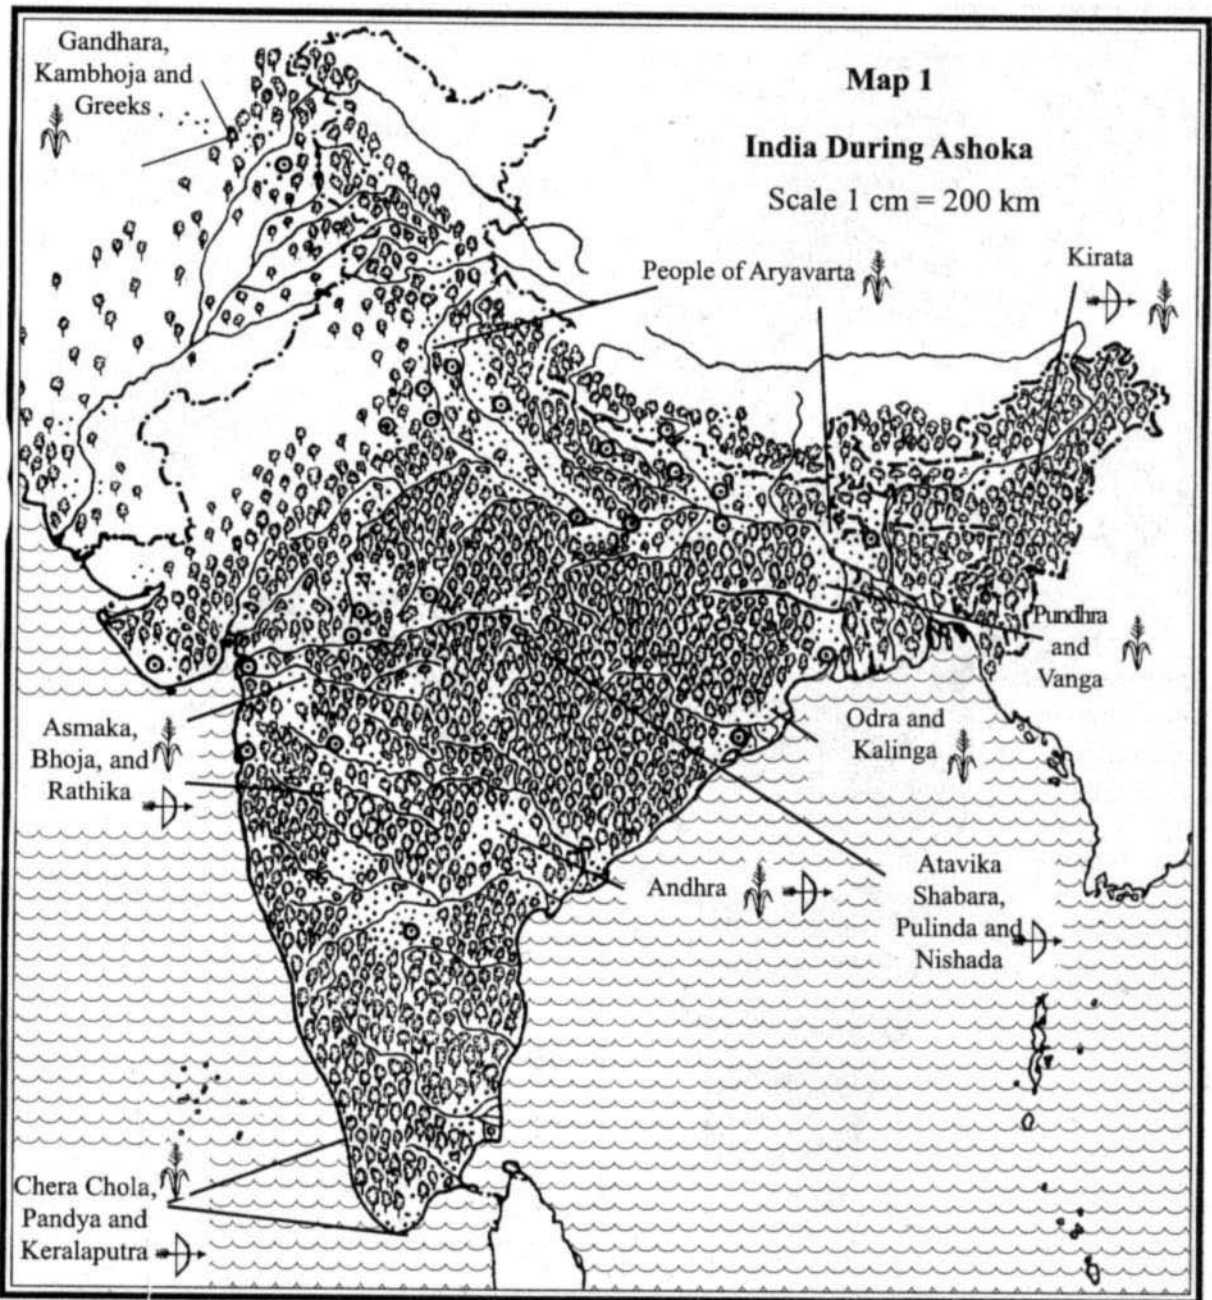 Gandhara,
Kambhoja and
Greeks
Map 1
India During Ashoka
Scale 1 cm = 200 km
People of Aryavarta
Kirata
Pundhra
and
Vanga
Asmaka,
Bhoja, and
Rathika
Odra and
Kalinga
Andhra
Atavika
Shabara,
Pulinda and
Nishada
Chera Chola,
Pandya and
Keralaputra